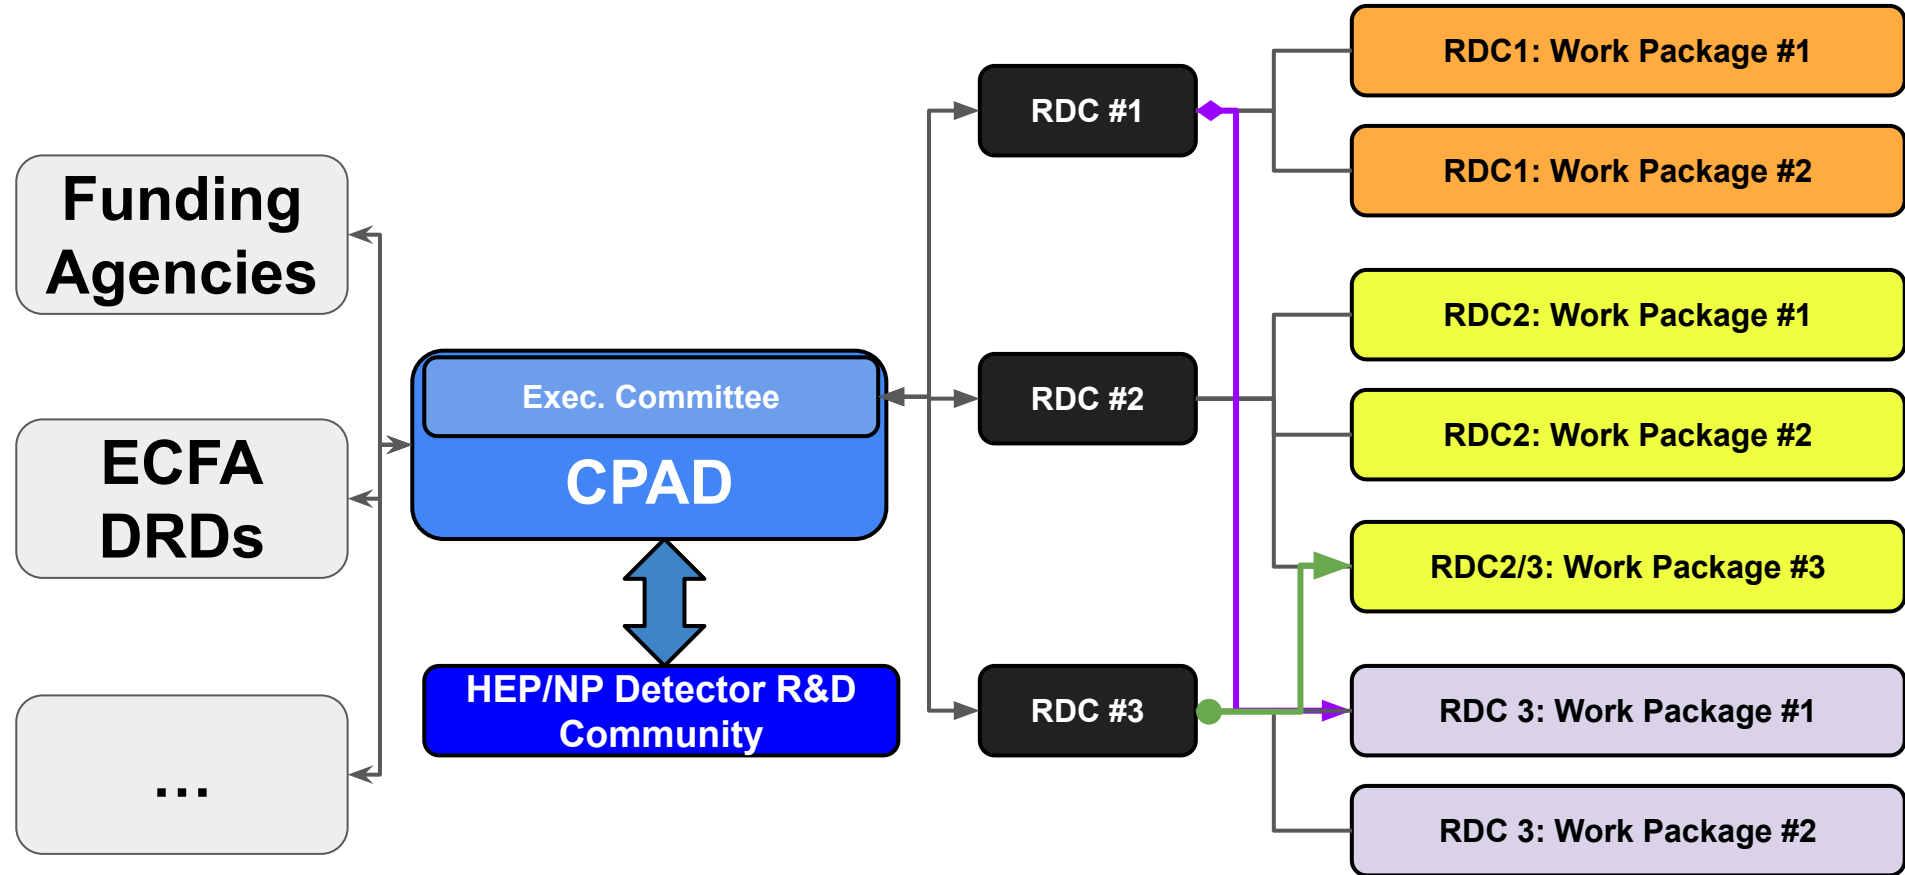 Funding
Agencies
ECFA
DRDs
...
Exec. Committee
CPAD
HEP/NP Detector R&D
Community
RDC #1
RDC #2
RDC #3
RDC1: Work Package #1
RDC1: Work Package #2
RDC2: Work Package #1
RDC2: Work Package #2
RDC2/3: Work Package #3
RDC 3: Work Package #1
RDC 3: Work Package #2